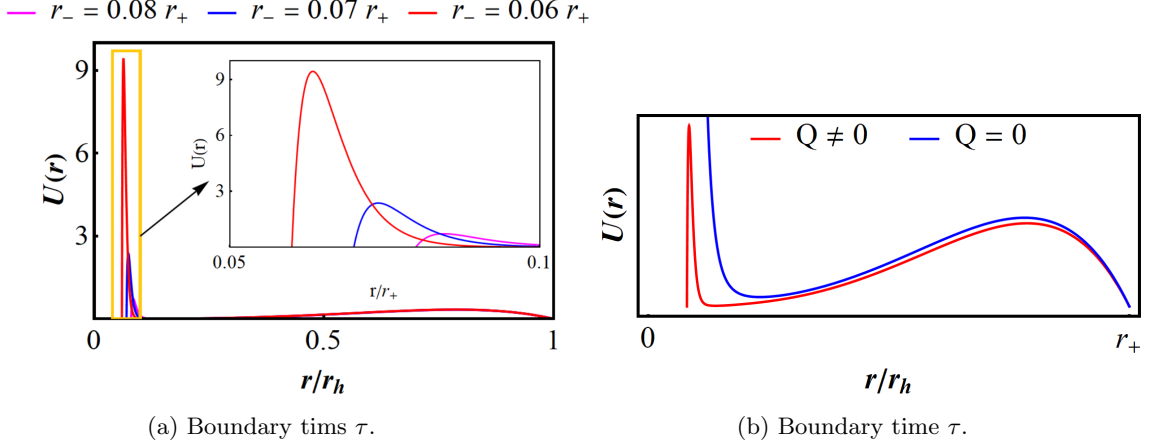 r₋ = 0.08 r₊ r₋ = 0.07 r₊ r₋ = 0.06 r₊
9
6
3
U(r)
0 0.5 1
r/r_h
9
6
3
U(r)
0.05 0.1
r/r₊
(a) Boundary tims τ.
Q ≠ 0 Q = 0
U(r)
0 r₊
r/r_h
(b) Boundary time τ.